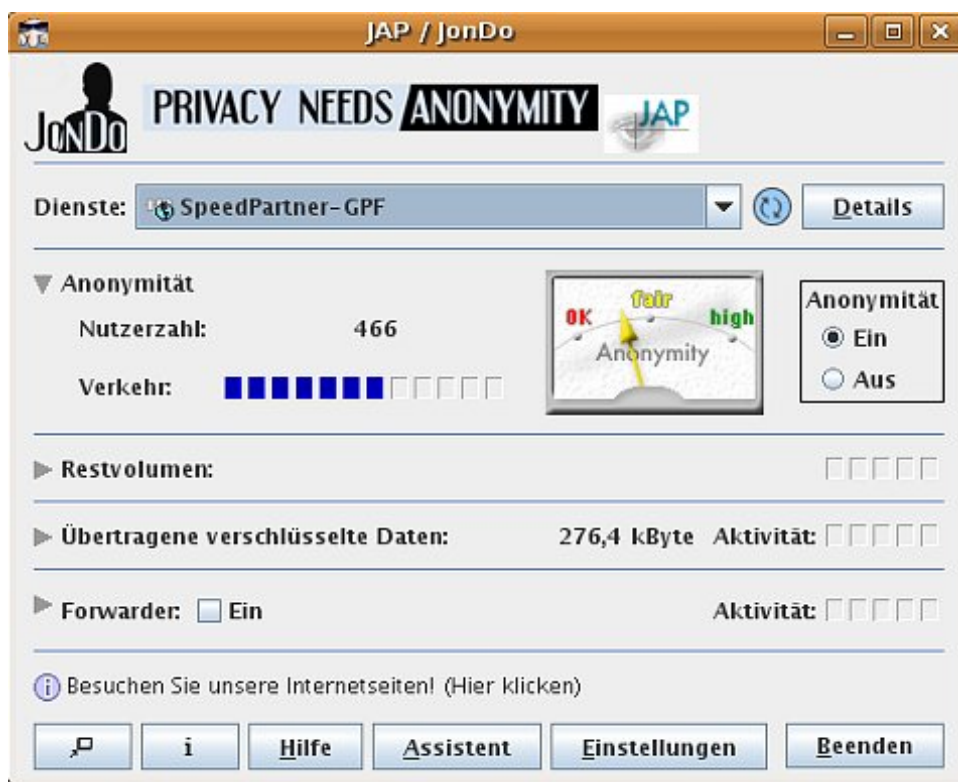 JAP / JonDo
JONDO PRIVACY NEEDS ANONYMITY JAP
Dienste: SpeedPartner-GPF Details
Anonymität
Nutzerzahl: 466
Verkehr:
OK fair high
Anonymity
Anonymität
Ein
Aus
Restvolumen:
Übertragene verschlüsselte Daten: 276,4 kByte Aktivität:
Forwarder: Ein Aktivität:
Besuchen Sie unsere Internetseiten! (Hier klicken)
i Hilfe Assistent Einstellungen Beenden